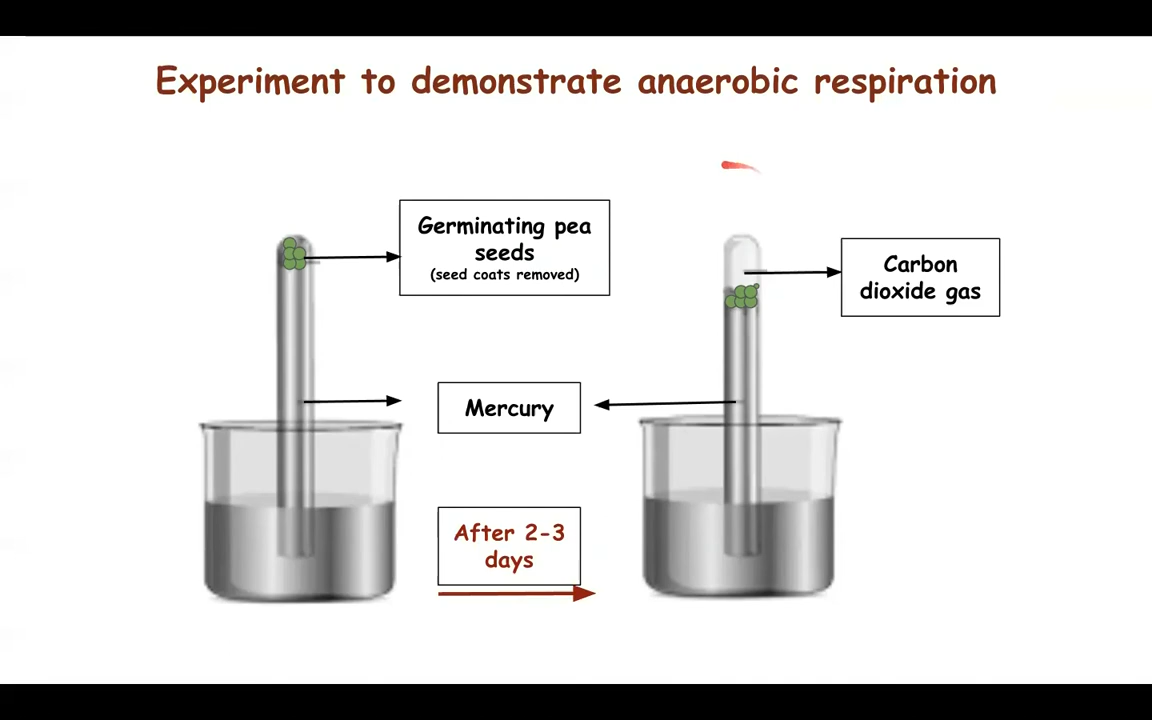 Experiment to demonstrate anaerobic respiration
Germinating pea
seeds
(seed coats removed)
Carbon
dioxide gas
Mercury
After 2-3
days